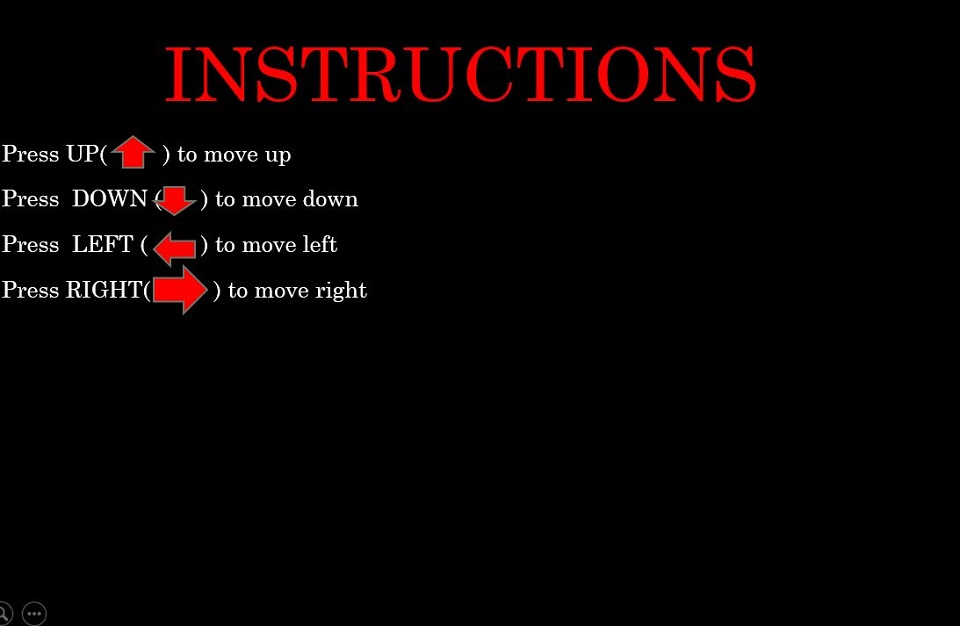 INSTRUCTIONS
Press UP( ) to move up
Press DOWN ( ) to move down
Press LEFT ( ) to move left
Press RIGHT( ) to move right